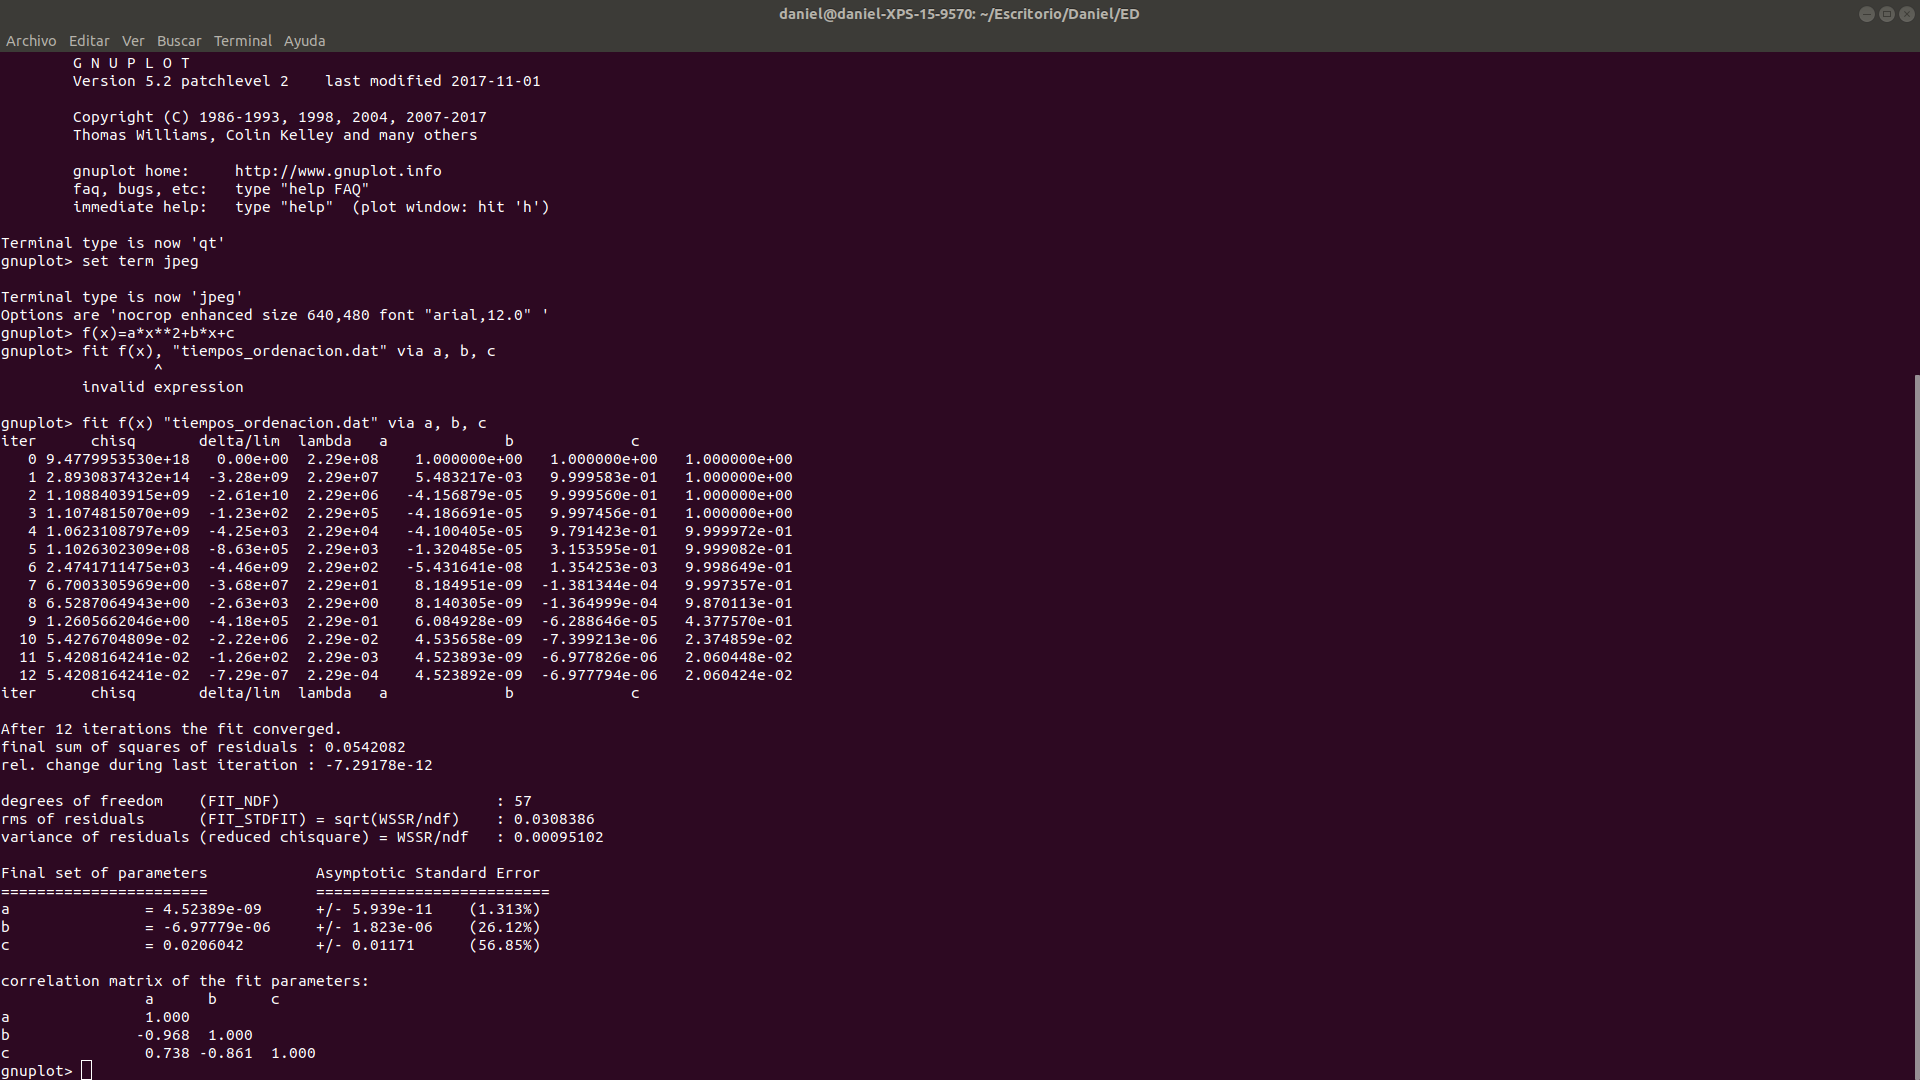 daniel@daniel-XPS-15-9570: ~/Escritorio/Daniel/ED
Archivo Editar Ver Buscar Terminal Ayuda
G N U P L O T
Version 5.2 patchlevel 2    last modified 2017-11-01
Copyright (C) 1986-1993, 1998, 2004, 2007-2017
Thomas Williams, Colin Kelley and many others
gnuplot home:     http://www.gnuplot.info
faq, bugs, etc:   type "help FAQ"
immediate help:   type "help"  (plot window: hit 'h')
Terminal type is now 'qt'
gnuplot> set term jpeg
Terminal type is now 'jpeg'
Options are 'nocrop enhanced size 640,480 font "arial,12.0" '
gnuplot> f(x)=a*x**2+b*x+c
gnuplot> fit f(x), "tiempos_ordenacion.dat" via a, b, c
^
invalid expression
gnuplot> fit f(x) "tiempos_ordenacion.dat" via a, b, c
iter      chisq       delta/lim  lambda   a             b             c
0 9.4779953530e+18   0.00e+00  2.29e+08    1.000000e+00   1.000000e+00   1.000000e+00
1 2.8930837432e+14  -3.28e+09  2.29e+07    5.483217e-03   9.999583e-01   1.000000e+00
2 1.1088403915e+09  -2.61e+10  2.29e+06   -4.156879e-05   9.999560e-01   1.000000e+00
3 1.1074815070e+09  -1.23e+02  2.29e+05   -4.186691e-05   9.997456e-01   1.000000e+00
4 1.0623108797e+09  -4.25e+03  2.29e+04   -4.100405e-05   9.791423e-01   9.999972e-01
5 1.1026302309e+08  -8.63e+05  2.29e+03   -1.320485e-05   3.153595e-01   9.999082e-01
6 2.4741711475e+03  -4.46e+09  2.29e+02   -5.431641e-08   1.354253e-03   9.998649e-01
7 6.7003305969e+00  -3.68e+07  2.29e+01    8.184951e-09  -1.381344e-04   9.997357e-01
8 6.5287064943e+00  -2.63e+03  2.29e+00    8.140305e-09  -1.364999e-04   9.870113e-01
9 1.2605662046e+00  -4.18e+05  2.29e-01    6.084928e-09  -6.288646e-05   4.377570e-01
10 5.4276704809e-02  -2.22e+06  2.29e-02    4.535658e-09  -7.399213e-06   2.374859e-02
11 5.4208164241e-02  -1.26e+02  2.29e-03    4.523893e-09  -6.977826e-06   2.060448e-02
12 5.4208164241e-02  -7.29e-07  2.29e-04    4.523892e-09  -6.977794e-06   2.060424e-02
iter      chisq       delta/lim  lambda   a             b             c
After 12 iterations the fit converged.
final sum of squares of residuals : 0.0542082
rel. change during last iteration : -7.29178e-12
degrees of freedom    (FIT_NDF)                        : 57
rms of residuals      (FIT_STDFIT) = sqrt(WSSR/ndf)    : 0.0308386
variance of residuals (reduced chisquare) = WSSR/ndf   : 0.00095102
Final set of parameters            Asymptotic Standard Error
=======================            ==========================
a               = 4.52389e-09      +/- 5.939e-11    (1.313%)
b               = -6.97779e-06     +/- 1.823e-06    (26.12%)
c               = 0.0206042        +/- 0.01171      (56.85%)
correlation matrix of the fit parameters:
a      b      c
a               1.000
b              -0.968  1.000
c               0.738 -0.861  1.000
gnuplot>